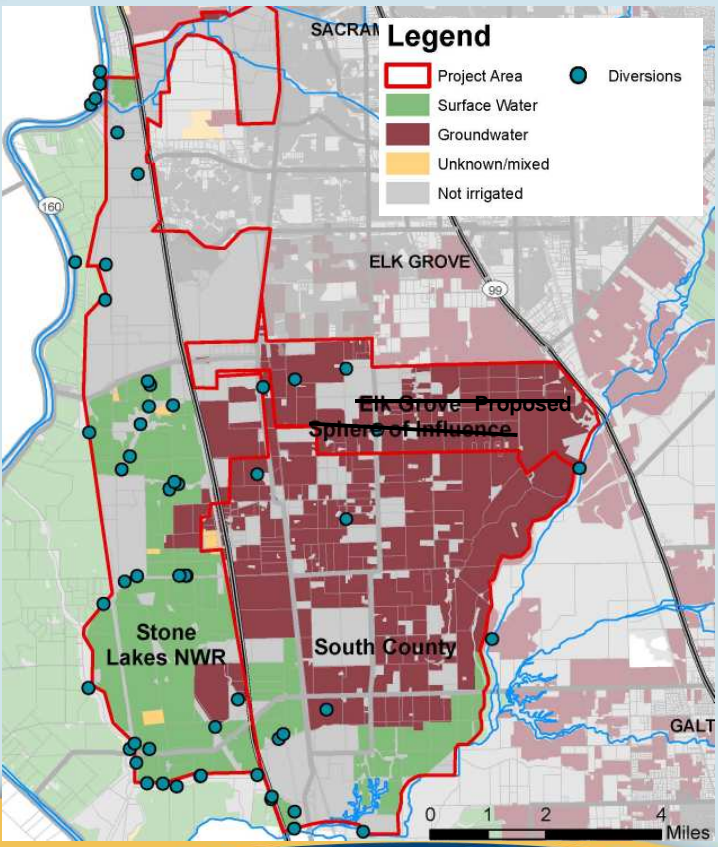 SACRAM
Legend
Project Area
Diversions
Surface Water
Groundwater
Unknown/mixed
Not irrigated
160
ELK GROVE
99
Elk Grove Proposed
Sphere of Influence
Stone
Lakes NWR
South County
GALT
0 1 2 4
Miles